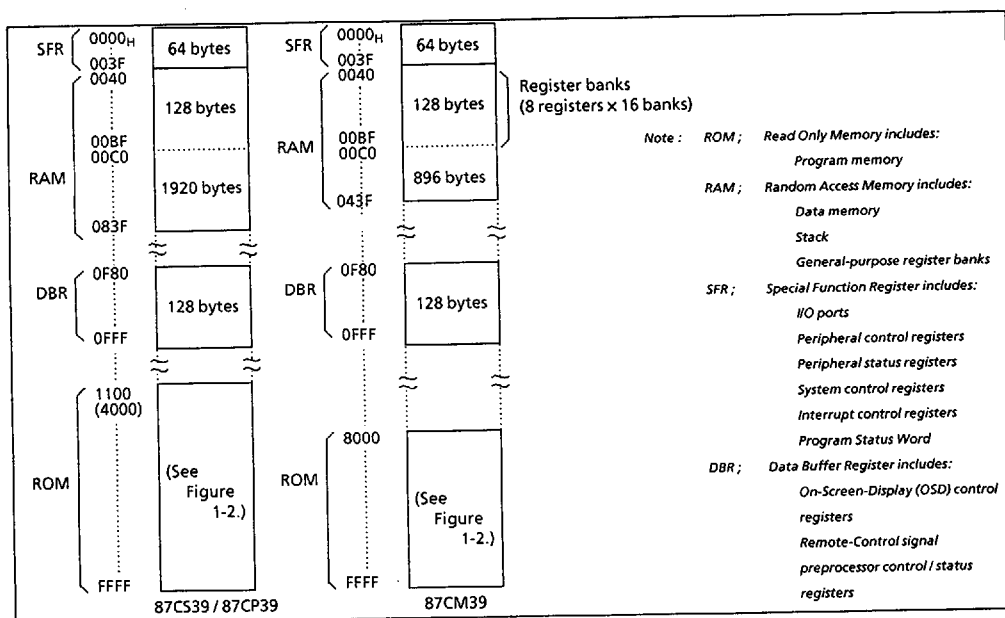 SFR
0000H
003F
64 bytes
RAM
0040
00BF
00C0
083F
128 bytes
1920 bytes
DBR
0F80
0FFF
128 bytes
ROM
1100
(4000)
FFFF
(See
Figure
1-2.)
87CS39 / 87CP39
SFR
0000H
003F
64 bytes
RAM
0040
00BF
00C0
043F
128 bytes
896 bytes
Register banks
(8 registers x 16 banks)
DBR
0F80
0FFF
128 bytes
ROM
8000
FFFF
(See
Figure
1-2.)
87CM39
Note : ROM ; Read Only Memory includes:
Program memory
RAM ; Random Access Memory includes:
Data memory
Stack
General-purpose register banks
SFR ; Special Function Register includes:
I/O ports
Peripheral control registers
Peripheral status registers
System control registers
Interrupt control registers
Program Status Word
DBR ; Data Buffer Register includes:
On-Screen-Display (OSD) control
registers
Remote-Control signal
preprocessor control / status
registers